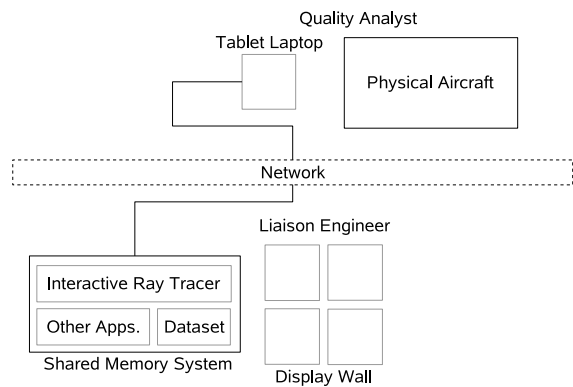 Quality Analyst
Tablet Laptop
Physical Aircraft
Network
Liaison Engineer
Interactive Ray Tracer
Other Apps.
Dataset
Shared Memory System
Display Wall